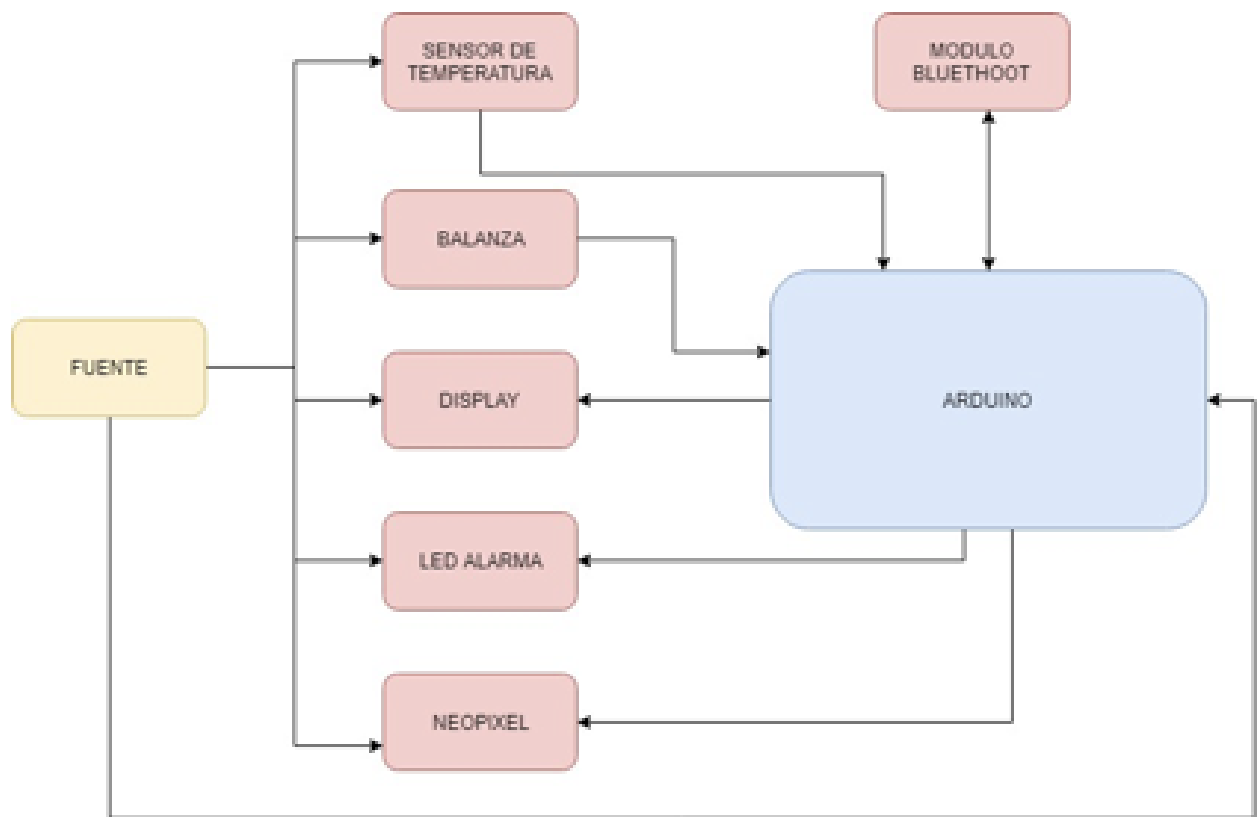 SENSOR DE
TEMPERATURA
MODULO
BLUETHOOT
BALANZA
FUENTE
DISPLAY
ARDUINO
LED ALARMA
NEOPIXEL